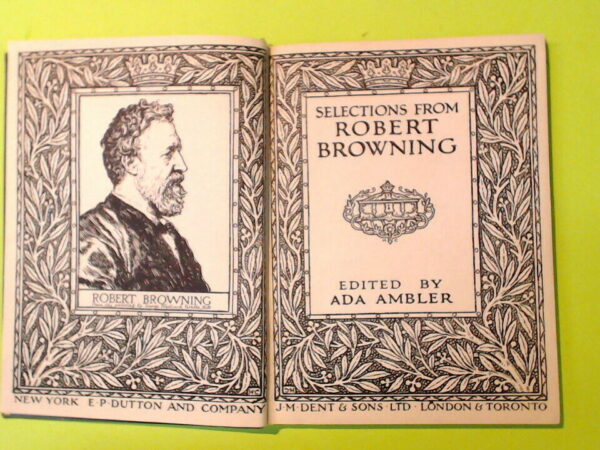 ROBERT BROWNING
NEW YORK E·P·DUTTON AND COMPANY
SELECTIONS FROM
ROBERT
BROWNING
EDITED BY
ADA AMBLER
J·M·DENT & SONS·LTD·LONDON & TORONTO